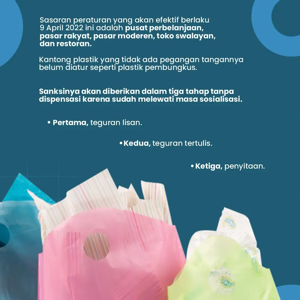 Sasaran peraturan yang akan efektif berlaku
9 April 2022 ini adalah pusat perbelanjaan,
pasar rakyat, pasar moderen, toko swalayan,
dan restoran.
Kantong plastik yang tidak ada pegangan tangannya
belum diatur seperti plastik pembungkus.
Sanksinya akan diberikan dalam tiga tahap tanpa
dispensasi karena sudah melewati masa sosialisasi.
• Pertama, teguran lisan.
• Kedua, teguran tertulis.
• Ketiga, penyitaan.